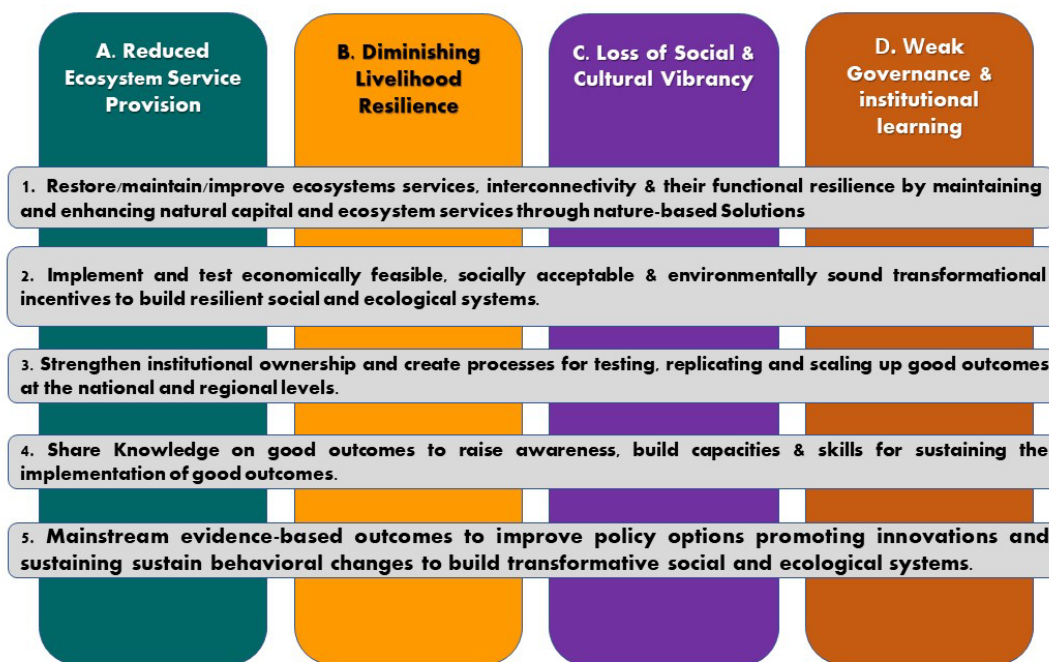 A. Reduced
Ecosystem Service
Provision
B. Diminishing
Livelihood
Resilience
C. Loss of Social &
Cultural Vibrancy
D. Weak
Governance &
institutional
learning
1. Restore/maintain/improve ecosystems services, interconnectivity & their functional resilience by maintaining
and enhancing natural capital and ecosystem services through nature-based Solutions
2. Implement and test economically feasible, socially acceptable & environmentally sound transformational
incentives to build resilient social and ecological systems.
3. Strengthen institutional ownership and create processes for testing, replicating and scaling up good outcomes
at the national and regional levels.
4. Share Knowledge on good outcomes to raise awareness, build capacities & skills for sustaining the
implementation of good outcomes.
5. Mainstream evidence-based outcomes to improve policy options promoting innovations and
sustaining sustain behavioral changes to build transformative social and ecological systems.